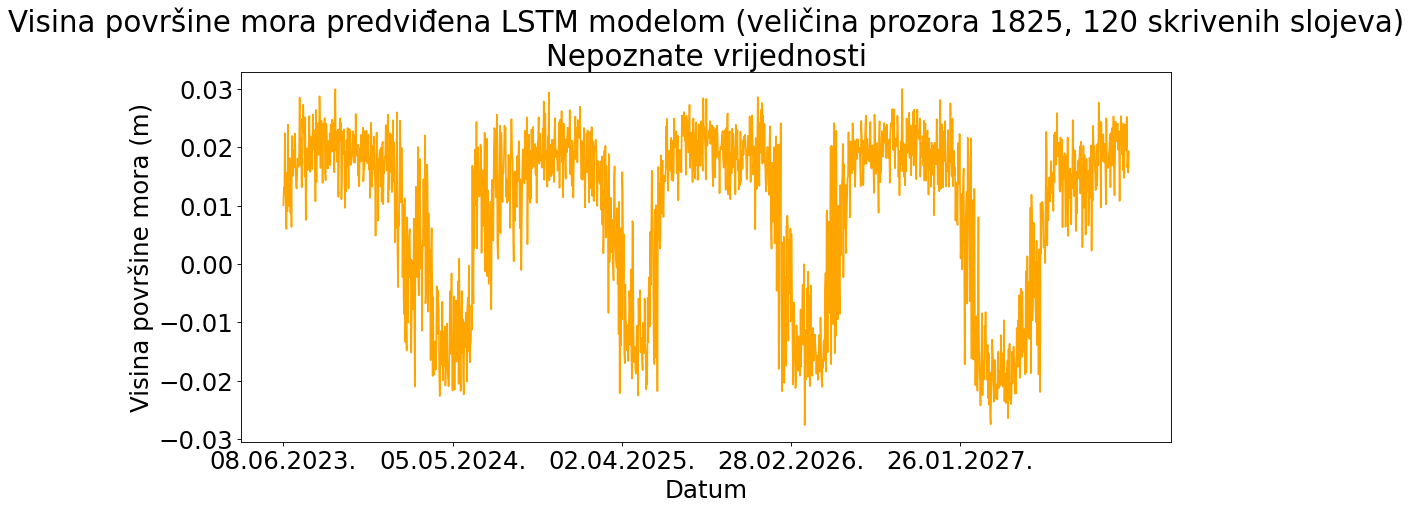 Visina površine mora predviđena LSTM modelom (veličina prozora 1825, 120 skrivenih slojeva)
Nepoznate vrijednosti
Visina površine mora (m)
0.03
0.02
0.01
0.00
−0.01
−0.02
−0.03
08.06.2023. 05.05.2024. 02.04.2025. 28.02.2026. 26.01.2027.
Datum